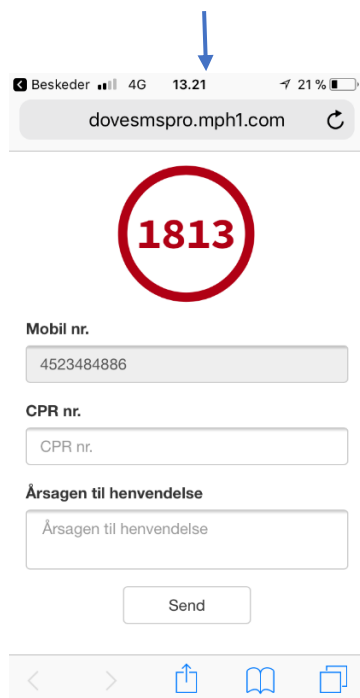 Beskeder 4G 13.21 21 %
dovesmspro.mph1.com
1813
Mobil nr.
4523484886
CPR nr.
CPR nr.
Årsagen til henvendelse
Årsagen til henvendelse
Send